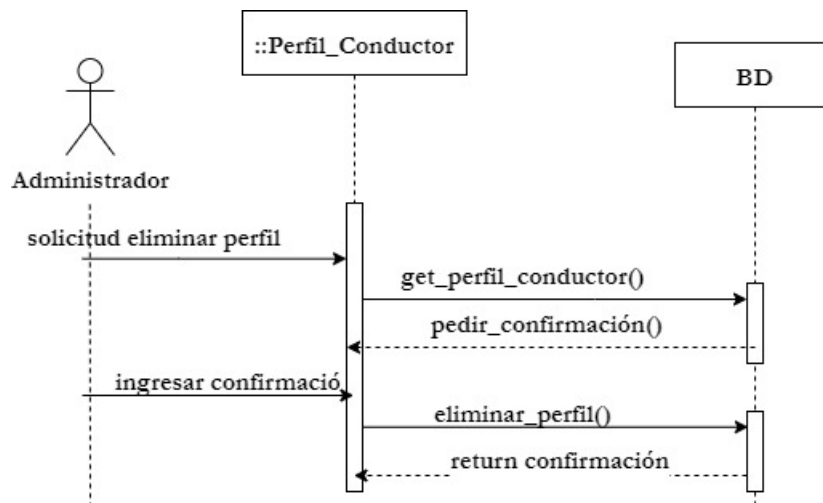 ::Perfil_Conductor
BD
Administrador
solicitud eliminar perfil
get_perfil_conductor()
pedir_confirmación()
ingresar confirmació
eliminar_perfil()
return confirmación